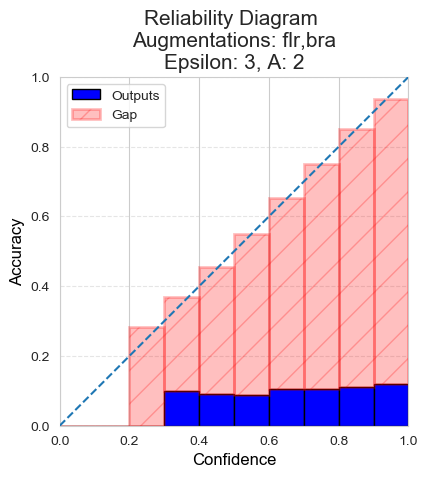 Reliability Diagram
Augmentations: flr,bra
Epsilon: 3, A: 2
1.0
0.8
0.6
0.4
0.2
0.0
Accuracy
Outputs
Gap
0.0 0.2 0.4 0.6 0.8 1.0
Confidence